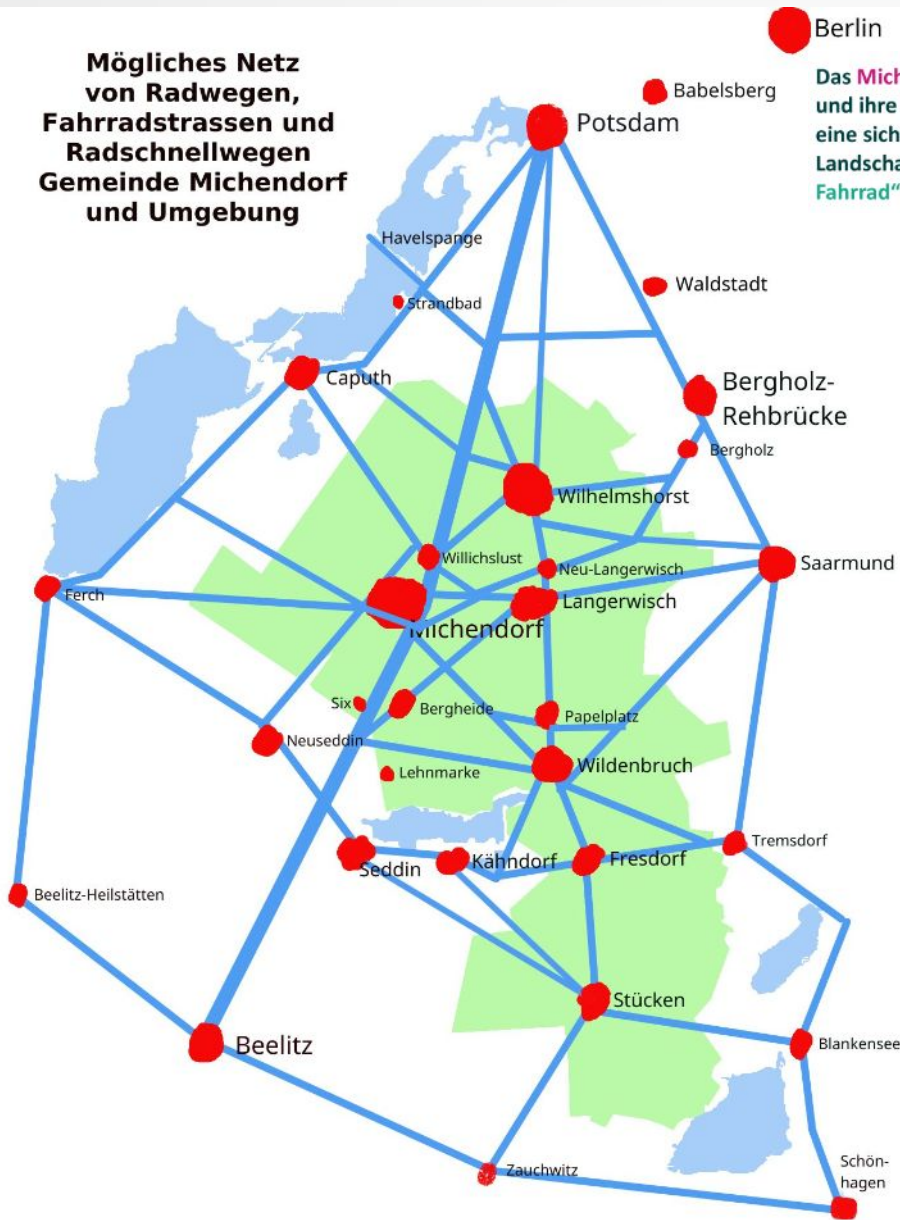 Mögliches Netz
von Radwegen,
Fahrradstrassen und
Radschnellwegen
Gemeinde Michendorf
und Umgebung
Berlin
Das Mich
und ihre
eine sich
Landscha
Fahrrad“
Babelsberg
Potsdam
Havelspange
Waldstadt
Strandbad
Caputh
Bergholz-
Rehbrücke
Bergholz
Wilhelmshorst
Willichslust
Neu-Langerwisch
Saarmund
Ferch
Langerwisch
Michendorf
Six
Bergheide
Papelplatz
Neuseddin
Lehnmarke
Wildenbruch
Tremsdorf
Seddin
Kähndorf
Fresdorf
Beelitz-Heilstätten
Stücken
Beelitz
Blankensee
Zauchwitz
Schön-
hagen